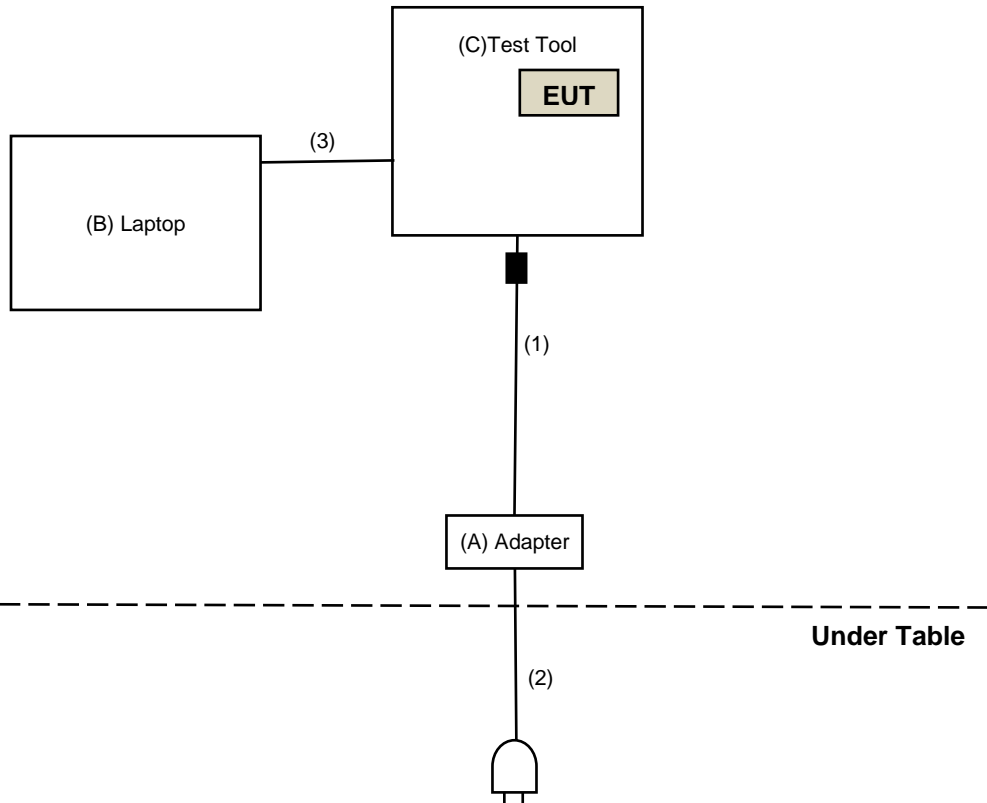 (C)Test Tool
EUT
(3)
(B) Laptop
(1)
(A) Adapter
Under Table
(2)